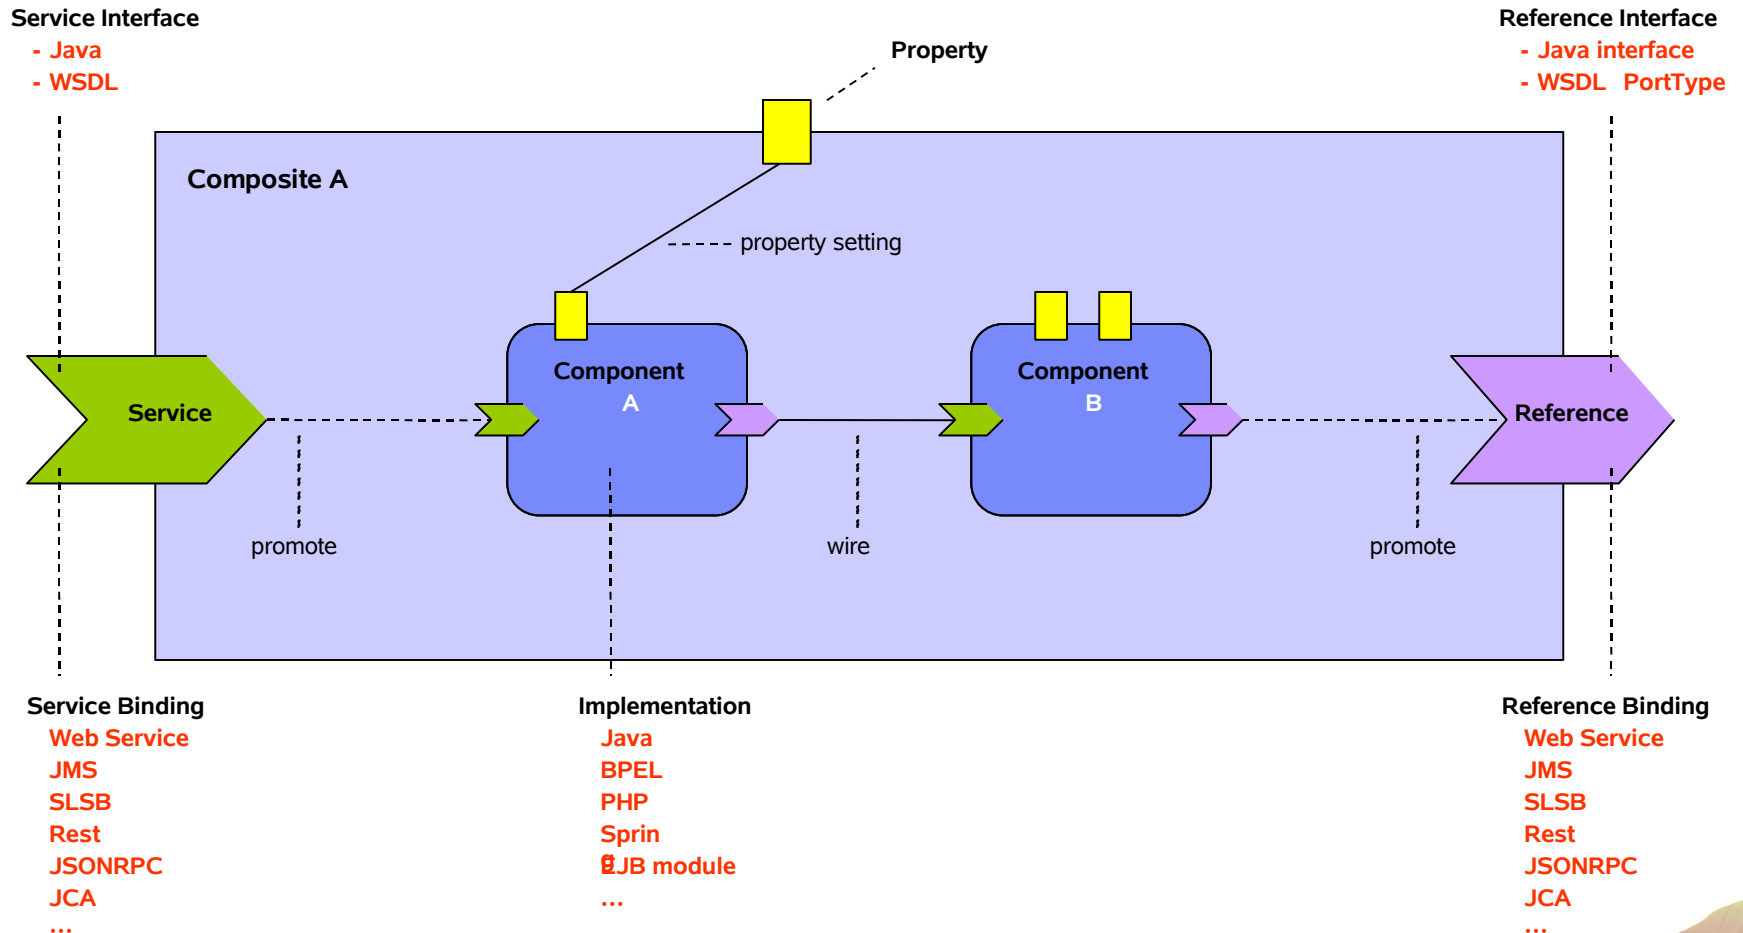 Service Interface
- Java
- WSDL
Property
Reference Interface
- Java interface
- WSDL PortType
Composite A
property setting
Service
Component
A
Component
B
Reference
promote
wire
promote
Service Binding
Web Service
JMS
SLSB
Rest
JSONRPC
JCA
...
Implementation
Java
BPEL
PHP
Sprin
g
EJB module
...
Reference Binding
Web Service
JMS
SLSB
Rest
JSONRPC
JCA
...